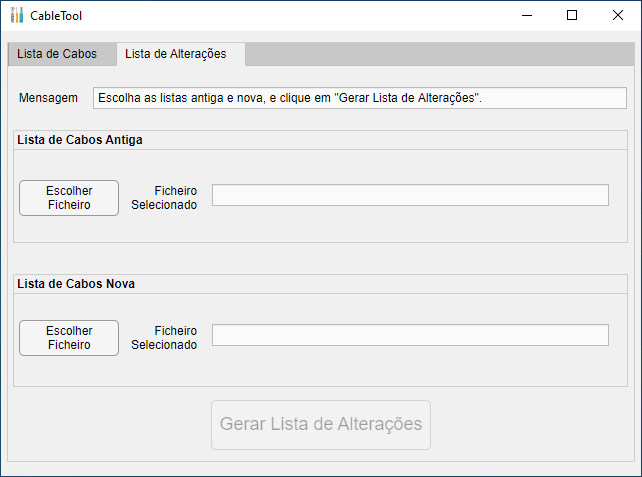 CableTool
Lista de Cabos
Lista de Alterações
Mensagem
Escolha as listas antiga e nova, e clique em "Gerar Lista de Alterações".
Lista de Cabos Antiga
Escolher
Ficheiro
Ficheiro
Selecionado
Lista de Cabos Nova
Escolher
Ficheiro
Ficheiro
Selecionado
Gerar Lista de Alterações